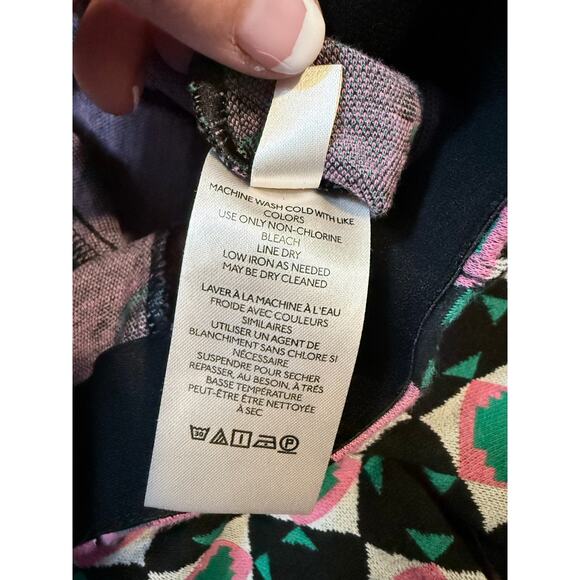 MACHINE WASH COLD WITH LIKE
COLORS
USE ONLY NON-CHLORINE
BLEACH
LINE DRY
LOW IRON AS NEEDED
MAY BE DRY CLEANED
LAVER À LA MACHINE À L'EAU
FROIDE AVEC COULEURS
SIMILAIRES
UTILISER UN AGENT DE
BLANCHIMENT SANS CHLORE SI
NÉCESSAIRE
SUSPENDRE POUR SECHER
REPASSER, AU BESOIN, À TRÉS
BASSE TEMPÉRATURE
PEUT-ÊTRE ÊTRE NETTOYÉE
À SEC
30 P